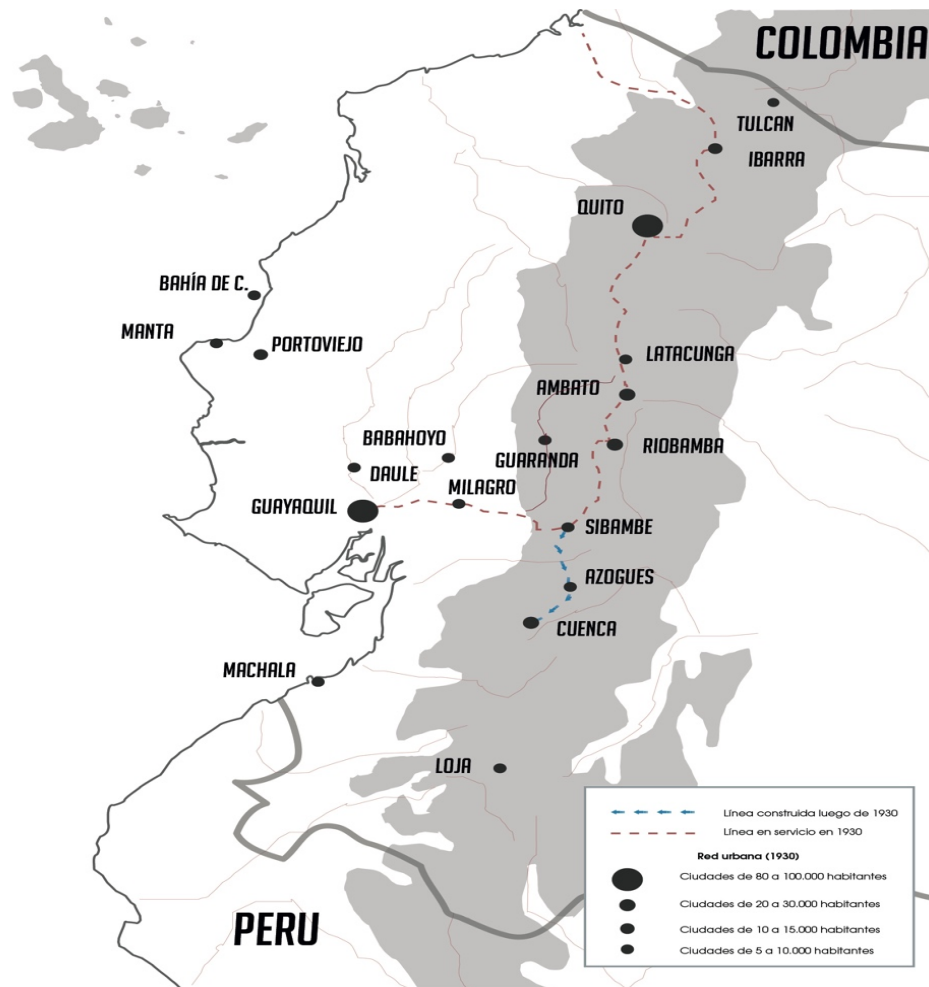 COLOMBIA
TULCAN
IBARRA
QUITO
BAHÍA DE C.
MANTA
PORTOVIEJO
LATACUNGA
AMBATO
BABAHOYO
GUARANDA
RIOBAMBA
DAULE
MILAGRO
GUAYAQUIL
SIBAMBE
AZOGUES
CUENCA
MACHALA
LOJA
PERU
Línea construida luego de 1930
Línea en servicio en 1930
Red urbana (1930)
Ciudades de 80 a 100.000 habitantes
Ciudades de 20 a 30.000 habitantes
Ciudades de 10 a 15.000 habitantes
Ciudades de 5 a 10.000 habitantes